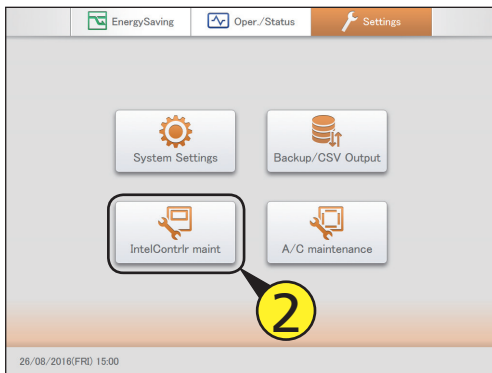 EnergySaving Oper./Status Settings
System Settings Backup/CSV Output
IntelContrlr maint A/C maintenance
2
26/08/2016(FRI) 15:00